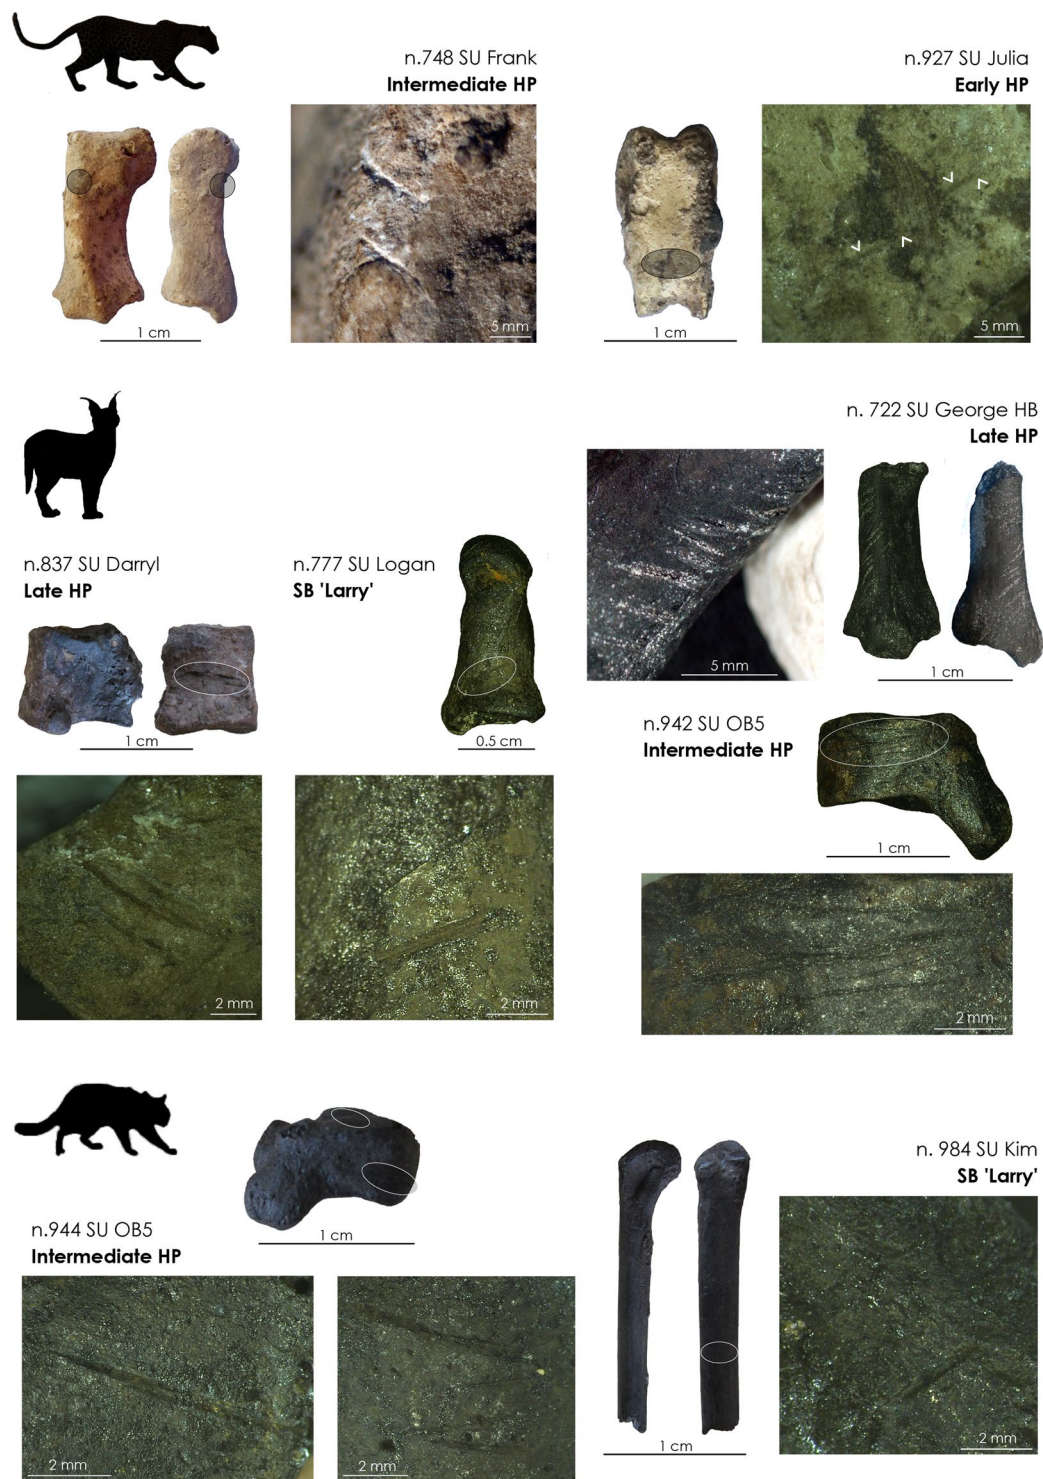 n.748 SU Frank
Intermediate HP
5 mm
1 cm
n.927 SU Julia
Early HP
5 mm
1 cm
n. 722 SU George HB
Late HP
5 mm
1 cm
n.837 SU Darryl
Late HP
1 cm
2 mm
n.777 SU Logan
SB 'Larry'
0.5 cm
2 mm
n.942 SU OB5
Intermediate HP
1 cm
2 mm
n.944 SU OB5
Intermediate HP
1 cm
2 mm
2 mm
n. 984 SU Kim
SB 'Larry'
1 cm
2 mm